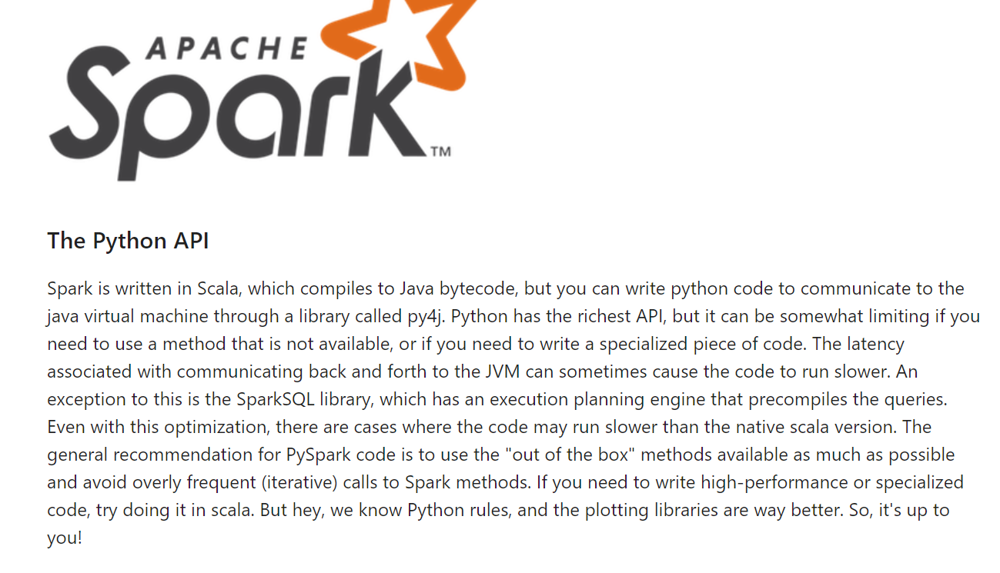 APACHE
Spark™
The Python API
Spark is written in Scala, which compiles to Java bytecode, but you can write python code to communicate to the
java virtual machine through a library called py4j. Python has the richest API, but it can be somewhat limiting if you
need to use a method that is not available, or if you need to write a specialized piece of code. The latency
associated with communicating back and forth to the JVM can sometimes cause the code to run slower. An
exception to this is the SparkSQL library, which has an execution planning engine that precompiles the queries.
Even with this optimization, there are cases where the code may run slower than the native scala version. The
general recommendation for PySpark code is to use the "out of the box" methods available as much as possible
and avoid overly frequent (iterative) calls to Spark methods. If you need to write high-performance or specialized
code, try doing it in scala. But hey, we know Python rules, and the plotting libraries are way better. So, it's up to
you!